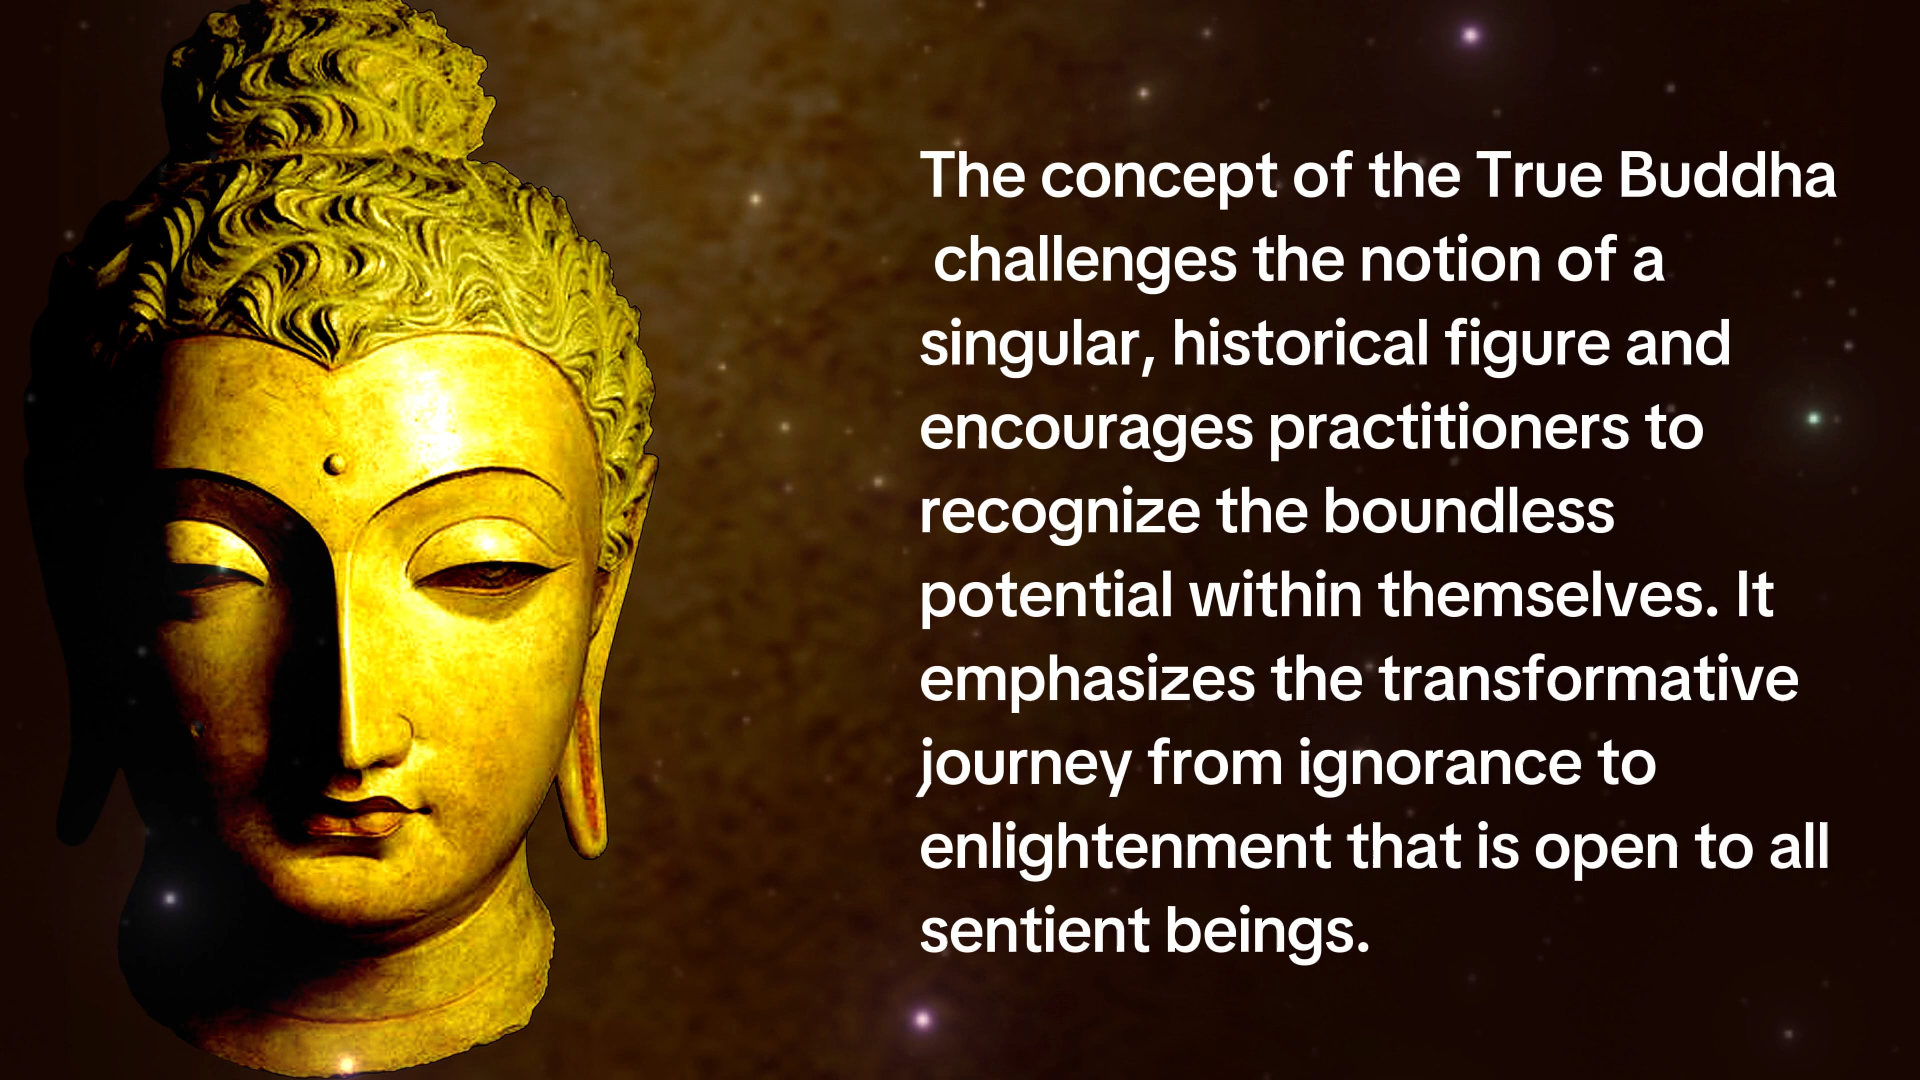 The concept of the True Buddha
challenges the notion of a
singular, historical figure and
encourages practitioners to
recognize the boundless
potential within themselves. It
emphasizes the transformative
journey from ignorance to
enlightenment that is open to all
sentient beings.